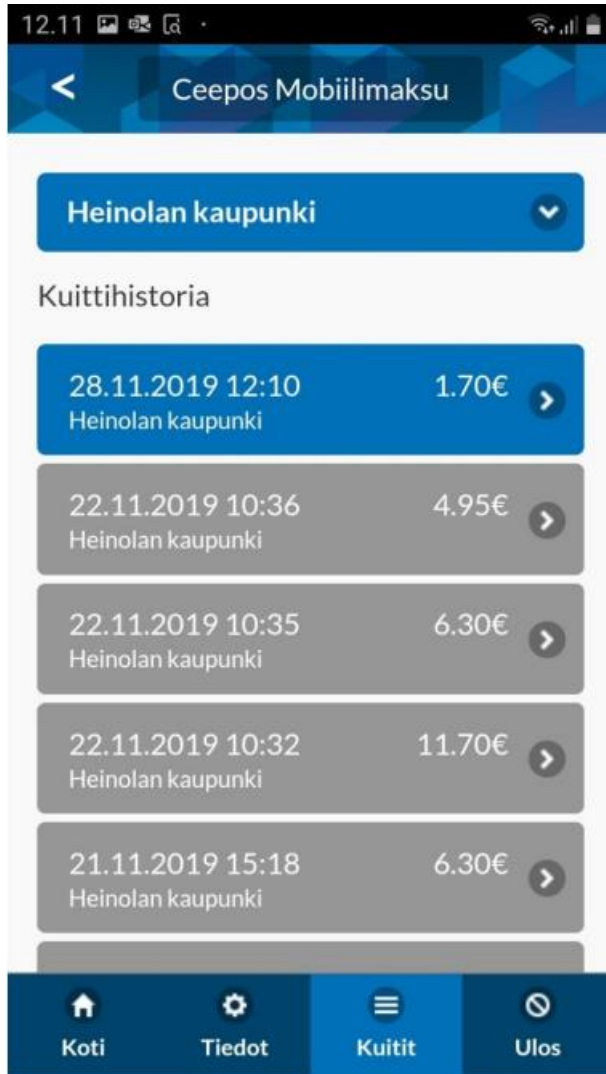 12.11
Ceepos Mobiilimaksu
Heinolan kaupunki
Kuittihistoria
28.11.2019 12:10 1.70€
Heinolan kaupunki
22.11.2019 10:36 4.95€
Heinolan kaupunki
22.11.2019 10:35 6.30€
Heinolan kaupunki
22.11.2019 10:32 11.70€
Heinolan kaupunki
21.11.2019 15:18 6.30€
Heinolan kaupunki
Koti Tiedot Kuitit Ulos